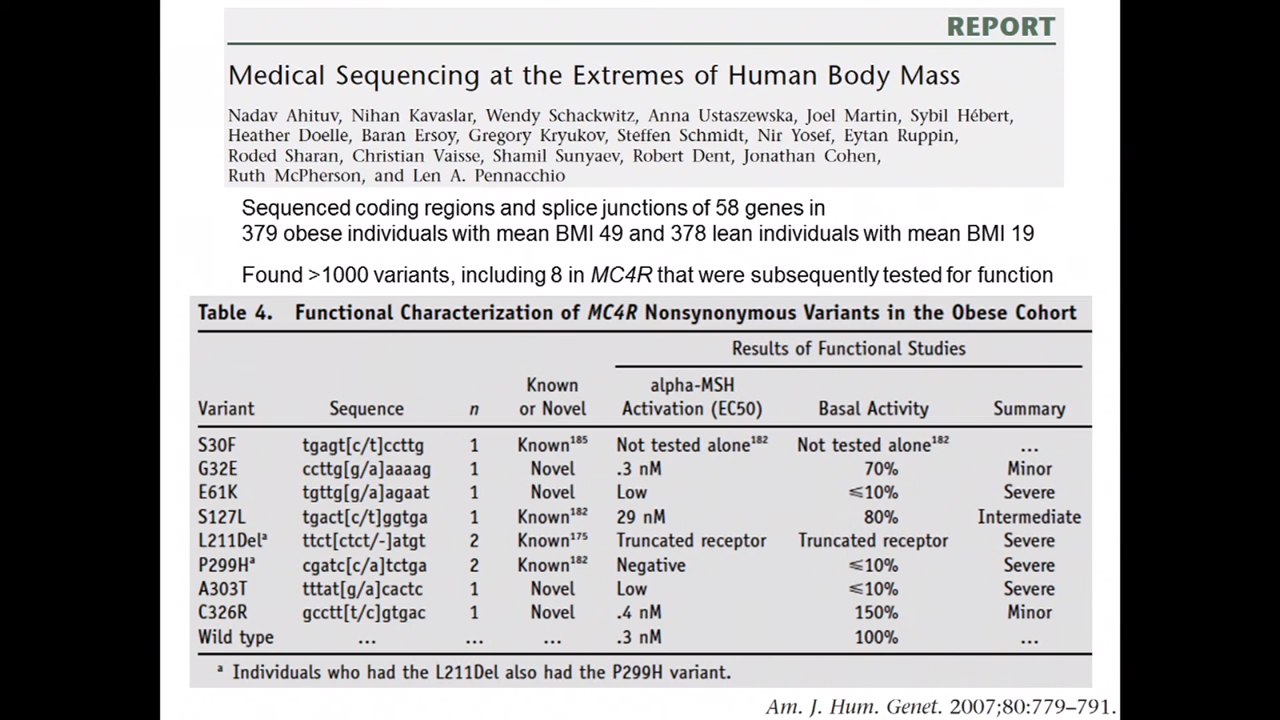 REPORT
Medical Sequencing at the Extremes of Human Body Mass
Nadav Ahituv, Nihan Kavaslar, Wendy Schackwitz, Anna Ustaszewska, Joel Martin, Sybil Hébert,
Heather Doelle, Baran Ersoy, Gregory Kryukov, Steffen Schmidt, Nir Yosef, Eytan Ruppin,
Roded Sharan, Christian Vaisse, Shamil Sunyaev, Robert Dent, Jonathan Cohen,
Ruth McPherson, and Len A. Pennacchio
Sequenced coding regions and splice junctions of 58 genes in
379 obese individuals with mean BMI 49 and 378 lean individuals with mean BMI 19
Found >1000 variants, including 8 in MC4R that were subsequently tested for function
Table 4. Functional Characterization of MC4R Nonsynonymous Variants in the Obese Cohort
Results of Functional Studies
Known alpha-MSH
Variant Sequence n or Novel Activation (EC50) Basal Activity Summary
S30F tgagt[c/t]ccttg 1 Known185 Not tested alone182 Not tested alone182 ...
G32E ccttg[g/a]aaaag 1 Novel .3 nM 70% Minor
E61K tgttg[g/a]agaat 1 Novel Low ⩽10% Severe
S127L tgact[c/t]ggtga 1 Known182 29 nM 80% Intermediate
L211Delᵃ ttct[ctct/-]atgt 2 Known175 Truncated receptor Truncated receptor Severe
P299Hᵃ cgatc[c/a]tctga 2 Known182 Negative ⩽10% Severe
A303T tttat[g/a]cactc 1 Novel Low ⩽10% Severe
C326R gcctt[t/c]gtgac 1 Novel .4 nM 150% Minor
Wild type ... ... ... .3 nM 100% ...
ᵃ Individuals who had the L211Del also had the P299H variant.
Am. J. Hum. Genet. 2007;80:779–791.